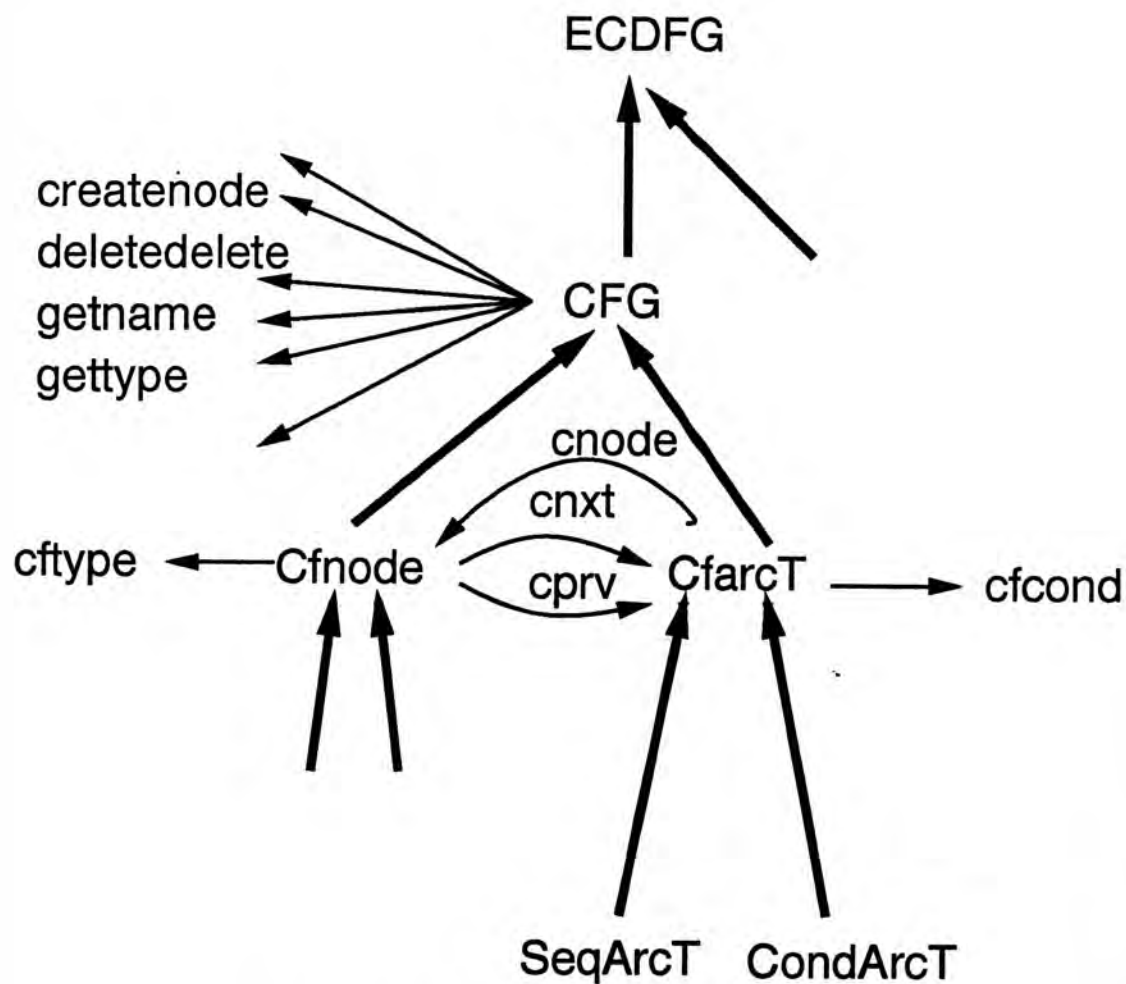 ECDFG
createnode
deletedelete
getname
gettype
CFG
cnode
cnxt
cprv
cftype
Cfnode
CfarcT
cfcond
SeqArcT
CondArcT